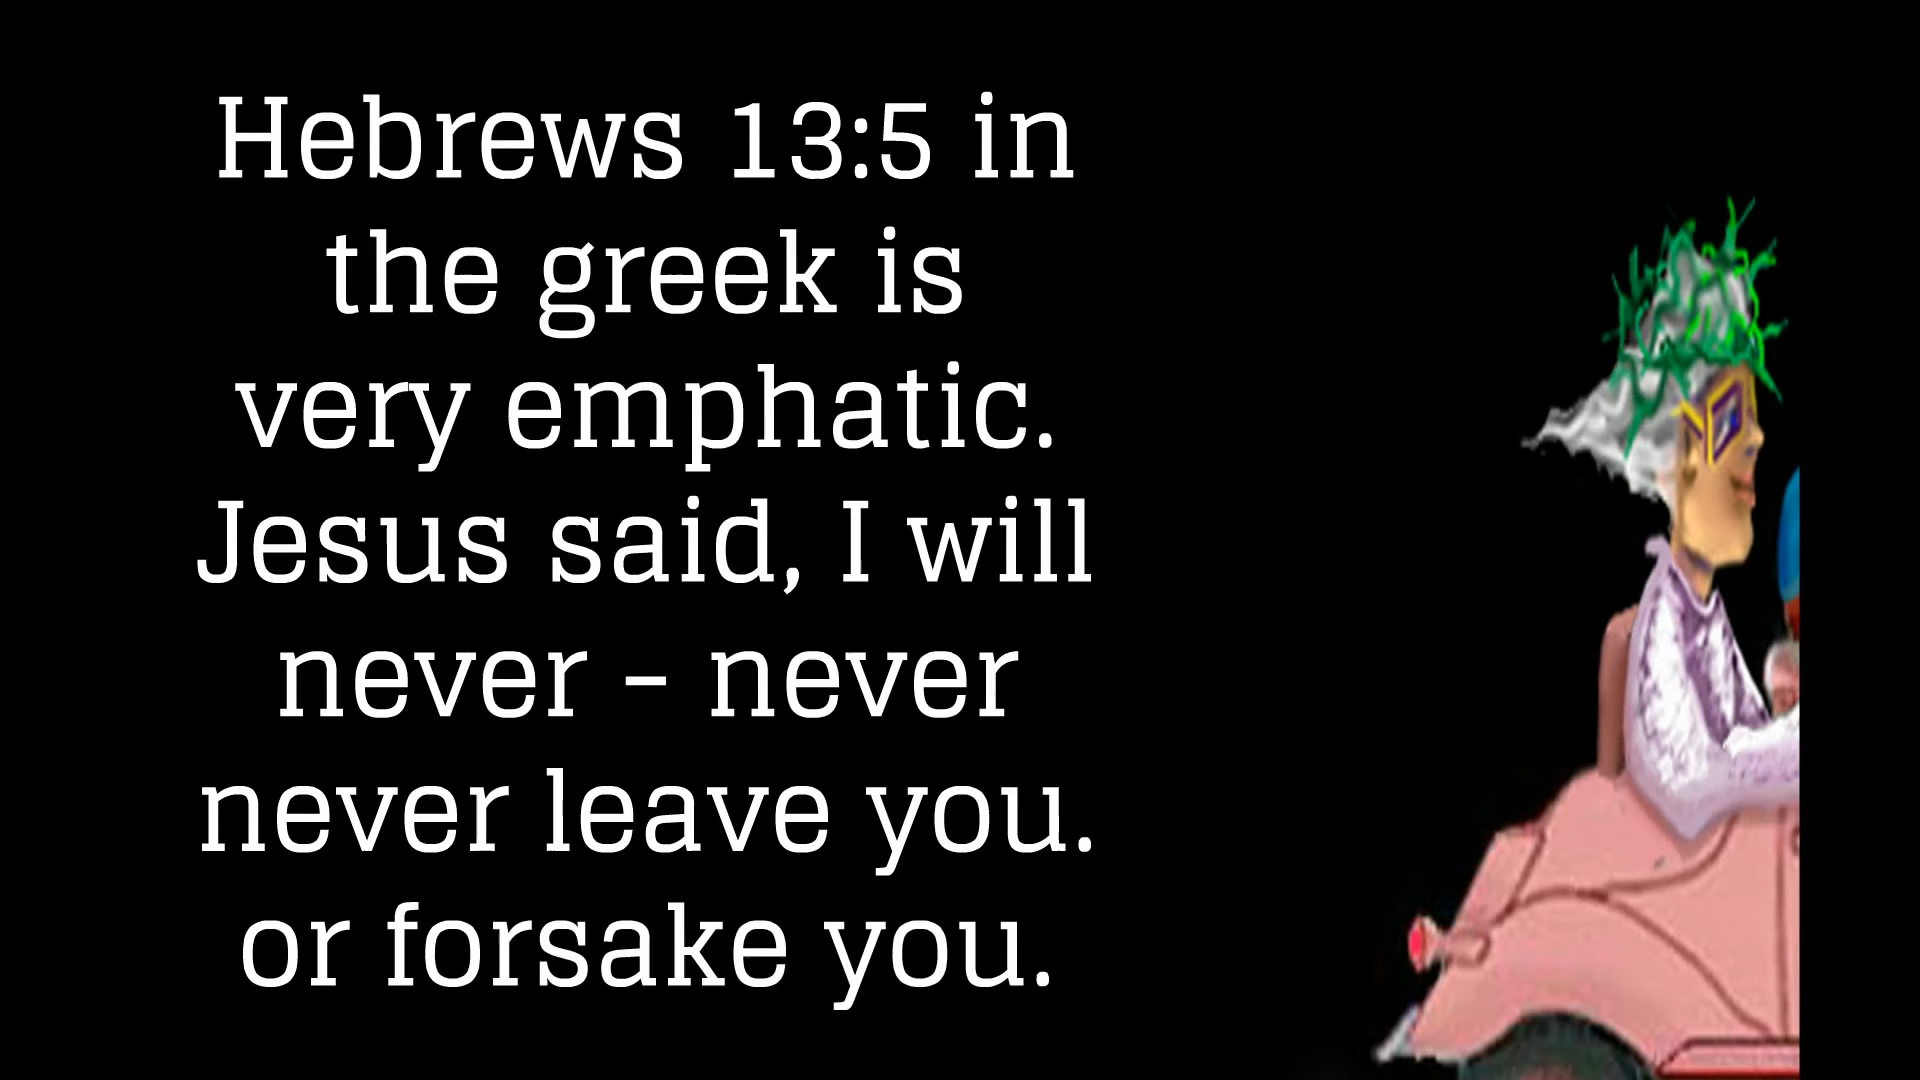 Hebrews 13:5 in
the greek is
very emphatic.
Jesus said, I will
never – never
never leave you.
or forsake you.